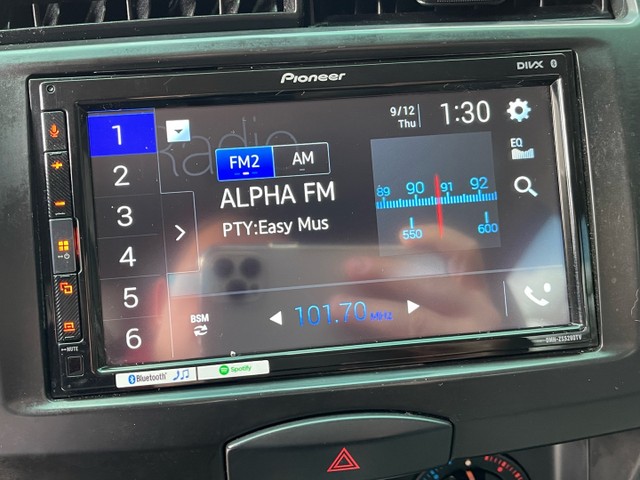 Pioneer
DIVX
9/12
Thu
1:30
Radio
1
2
3
4
5
6
FM2
AM
ALPHA FM
PTY:Easy Mus
EQ
89 90 91 92
550 600
BSM
101.70 MHz
MUTE
Bluetooth
Spotify